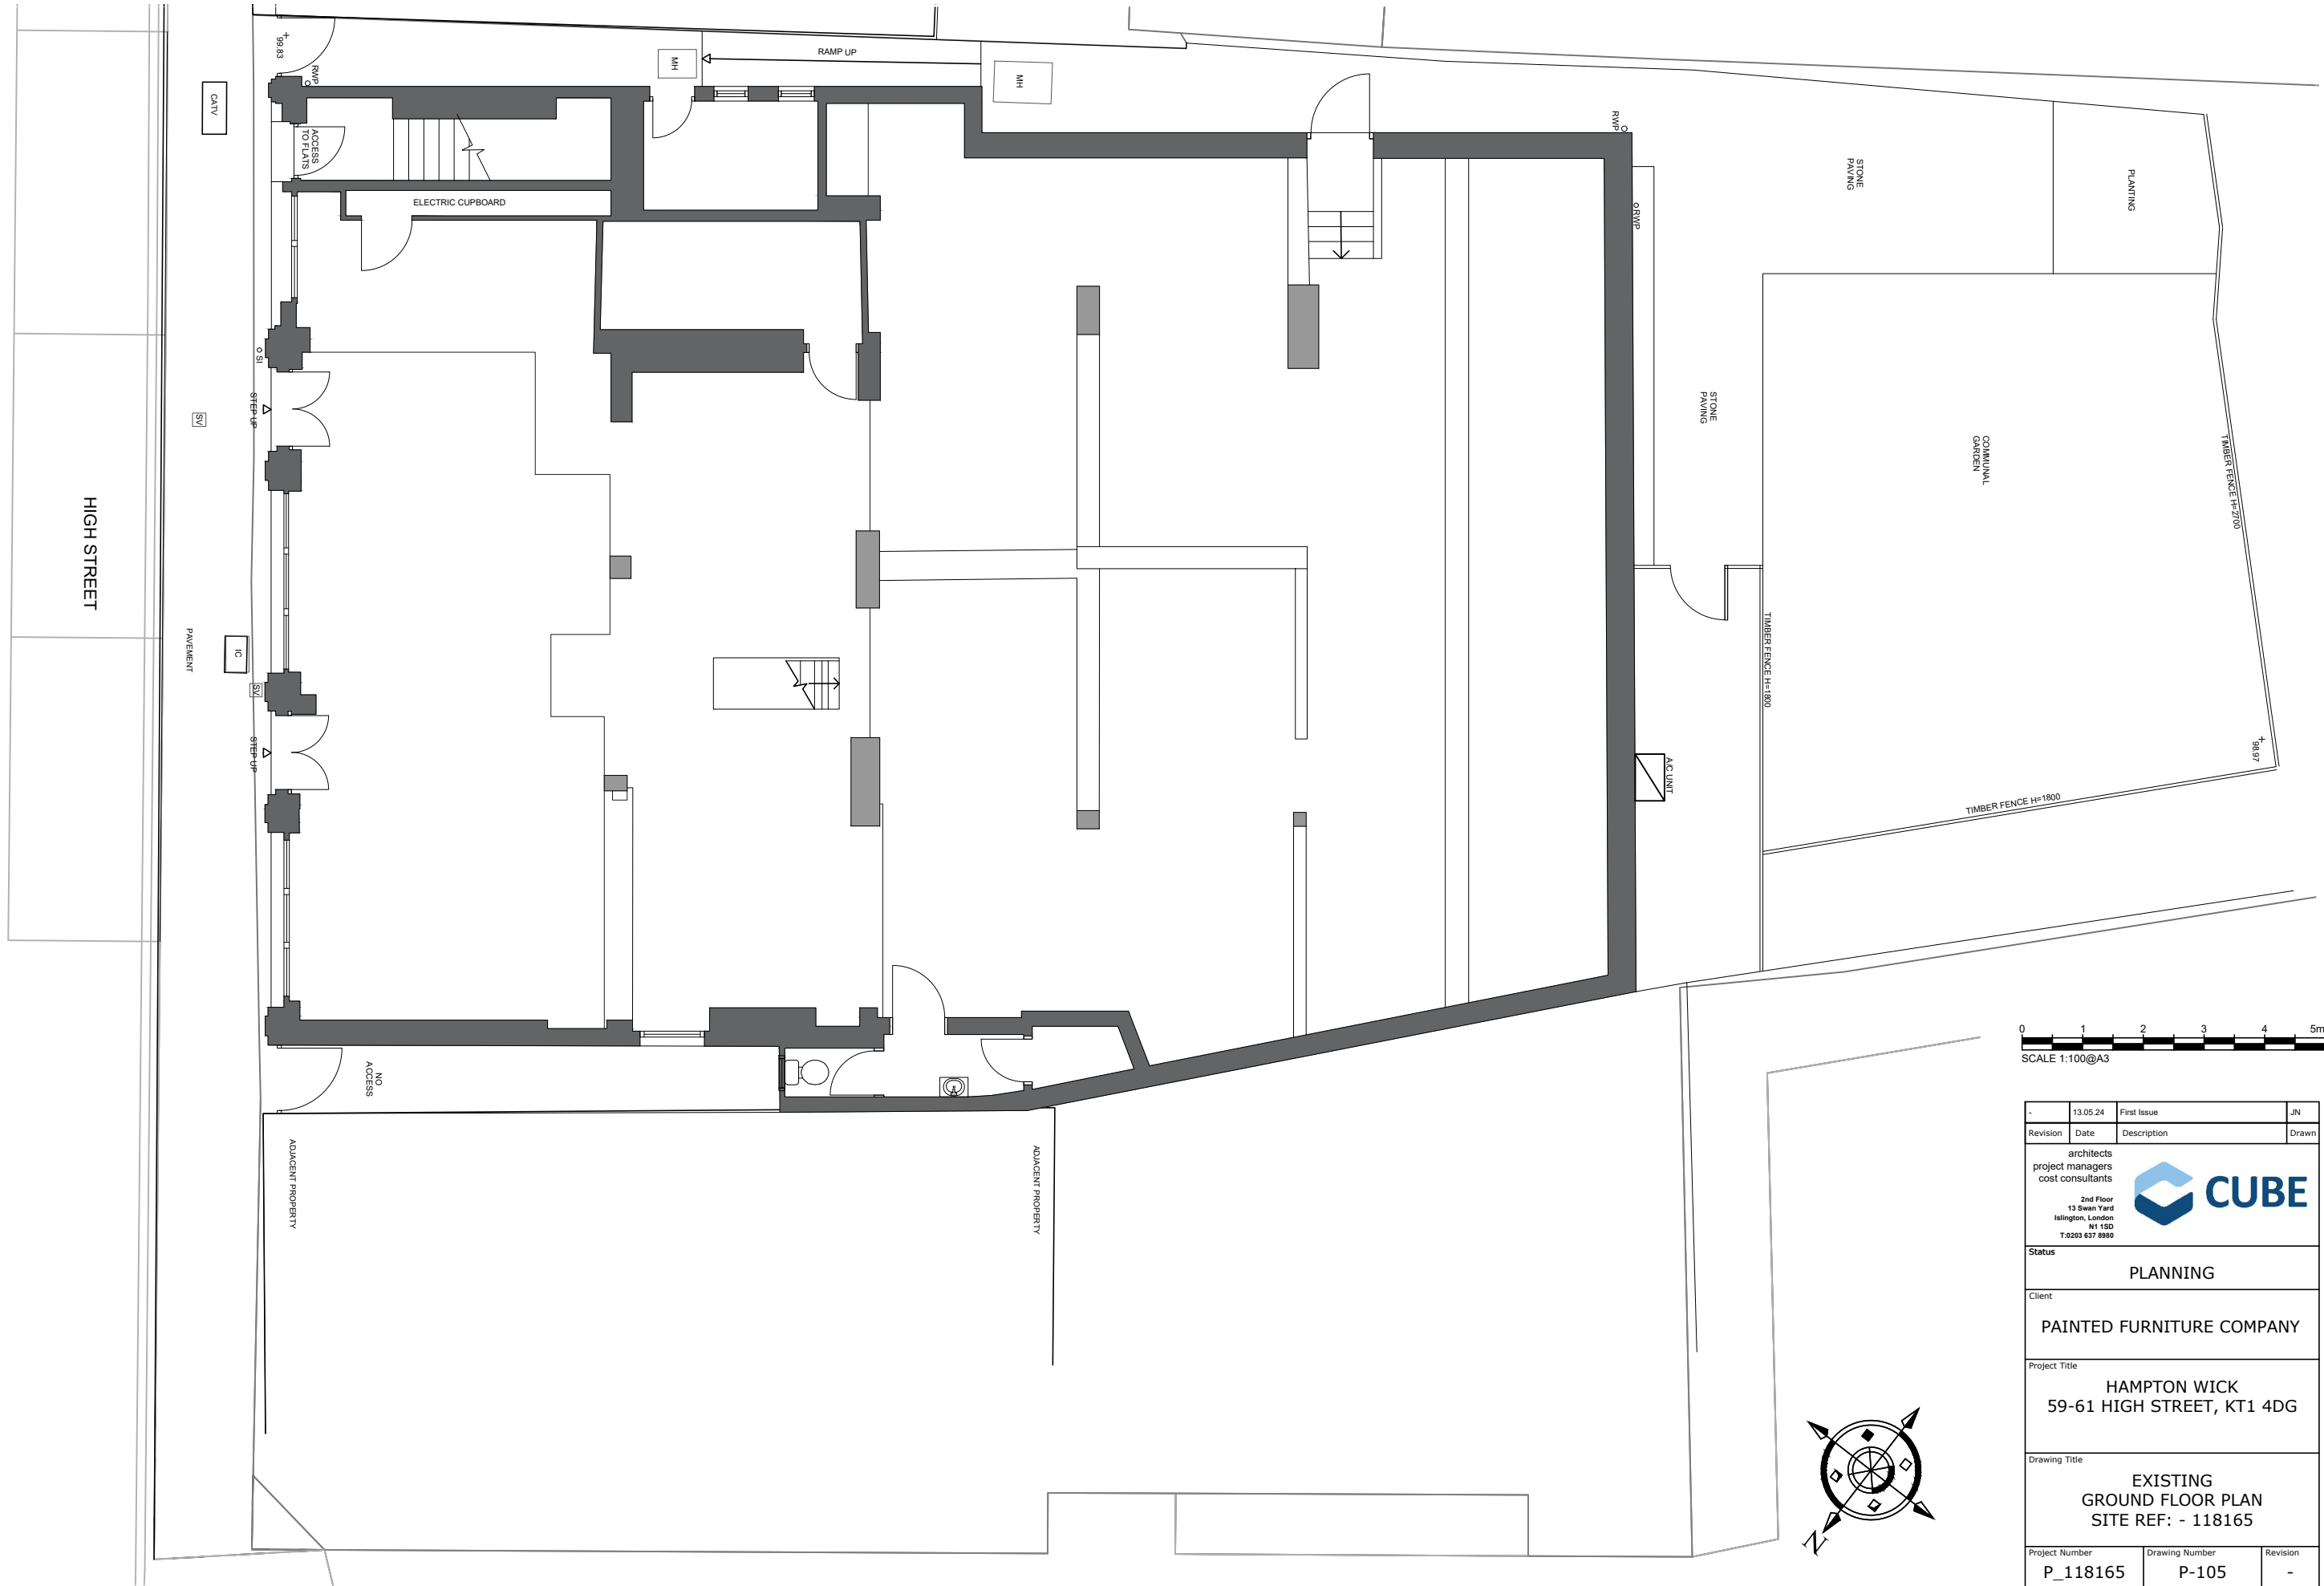 99.83
RWP
CATV
ACCESS
TO FLATS
ELECTRIC CUPBOARD
MH
RAMP UP
MH
RWP
RWP
STONE
PAVING
PLANTING
SI
STEP UP
SV
STONE
PAVING
COMMUNAL
GARDEN
TIMBER FENCE H=2700
HIGH STREET
PAVEMENT
IC
SV
STEP UP
TIMBER FENCE H=1800
A/C UNIT
98.97
TIMBER FENCE H=1800
NO
ACCESS
ADJACENT PROPERTY
ADJACENT PROPERTY
N
0 1 2 3 4 5m
SCALE 1:100@A3
- 13.05.24 First Issue JN
Revision Date Description Drawn
architects
project managers
cost consultants
2nd Floor
13 Swan Yard
Islington, London
N1 1SD
T:0203 637 8980
CUBE
Status
PLANNING
Client
PAINTED FURNITURE COMPANY
Project Title
HAMPTON WICK
59-61 HIGH STREET, KT1 4DG
Drawing Title
EXISTING
GROUND FLOOR PLAN
SITE REF: - 118165
Project Number Drawing Number Revision
P_118165 P-105 -